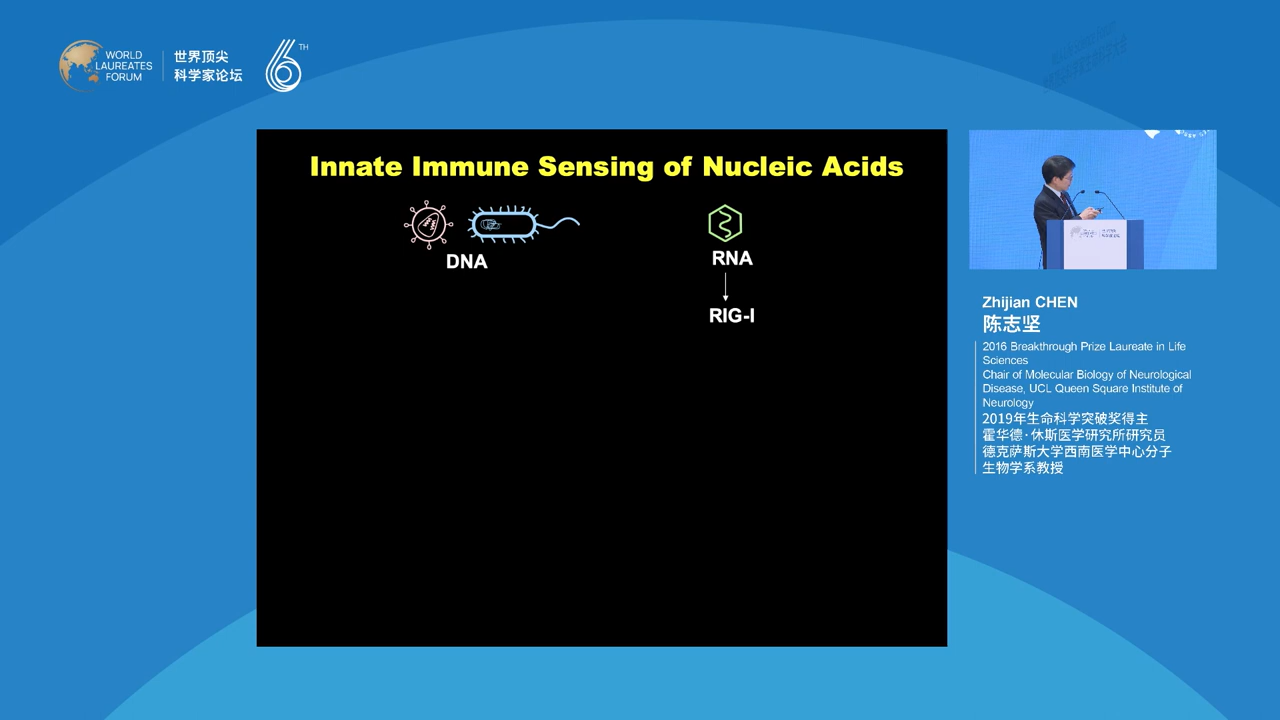 WORLD
LAUREATES
FORUM
世界顶尖
科学家论坛
6TH
Innate Immune Sensing of Nucleic Acids
DNA
RNA
RIG-I
Zhijian CHEN
陈志坚
2016 Breakthrough Prize Laureate in Life
Sciences
Chair of Molecular Biology of Neurological
Disease, UCL Queen Square Institute of
Neurology
2019年生命科学突破奖得主
霍华德·休斯医学研究所研究员
德克萨斯大学西南医学中心分子
生物学系教授